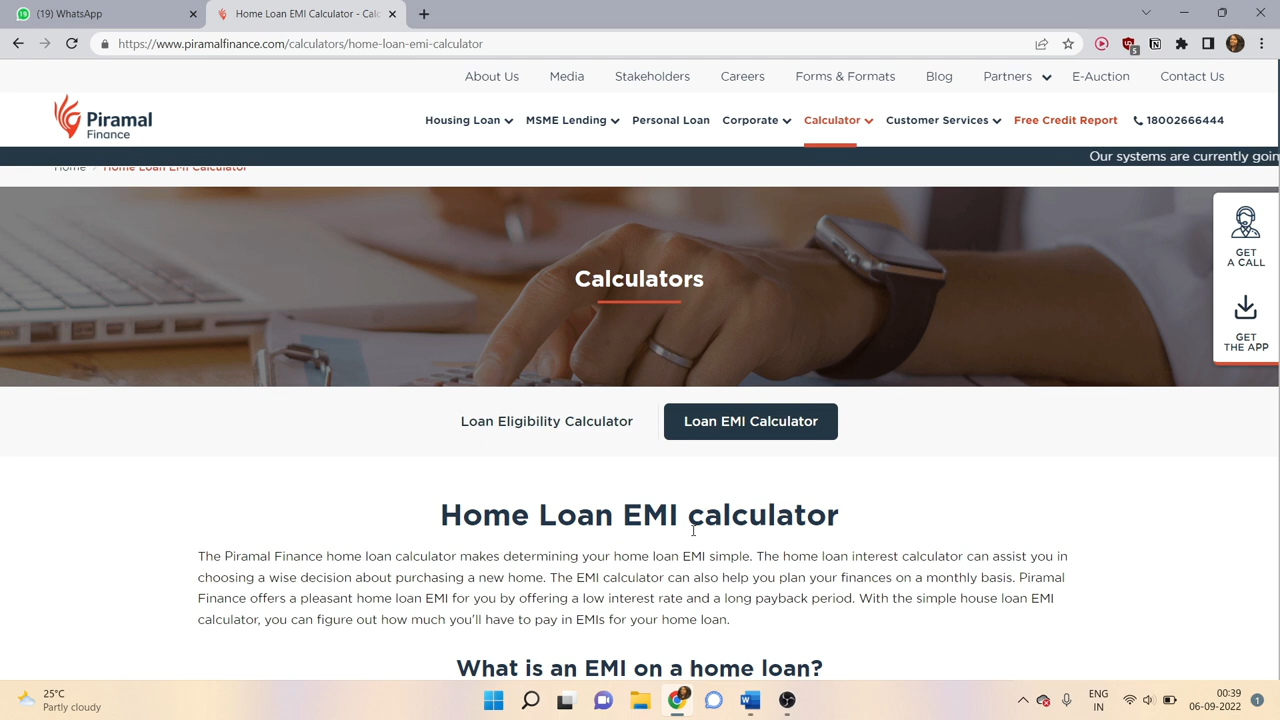 (19) WhatsApp
Home Loan EMI Calculator - Calc
https://www.piramalfinance.com/calculators/home-loan-emi-calculator
5
About Us Media Stakeholders Careers Forms & Formats Blog Partners E-Auction Contact Us
Piramal
Finance
Housing Loan MSME Lending Personal Loan Corporate Calculator Customer Services Free Credit Report 18002666444
Our systems are currently goin
Home / Home Loan EMI Calculator
GET
A CALL
GET
THE APP
Calculators
Loan Eligibility Calculator Loan EMI Calculator
Home Loan EMI calculator
The Piramal Finance home loan calculator makes determining your home loan EMI simple. The home loan interest calculator can assist you in
choosing a wise decision about purchasing a new home. The EMI calculator can also help you plan your finances on a monthly basis. Piramal
Finance offers a pleasant home loan EMI for you by offering a low interest rate and a long payback period. With the simple house loan EMI
calculator, you can figure out how much you'll have to pay in EMIs for your home loan.
What is an EMI on a home loan?
25°C
Partly cloudy
ENG
IN
00:39
06-09-2022
1